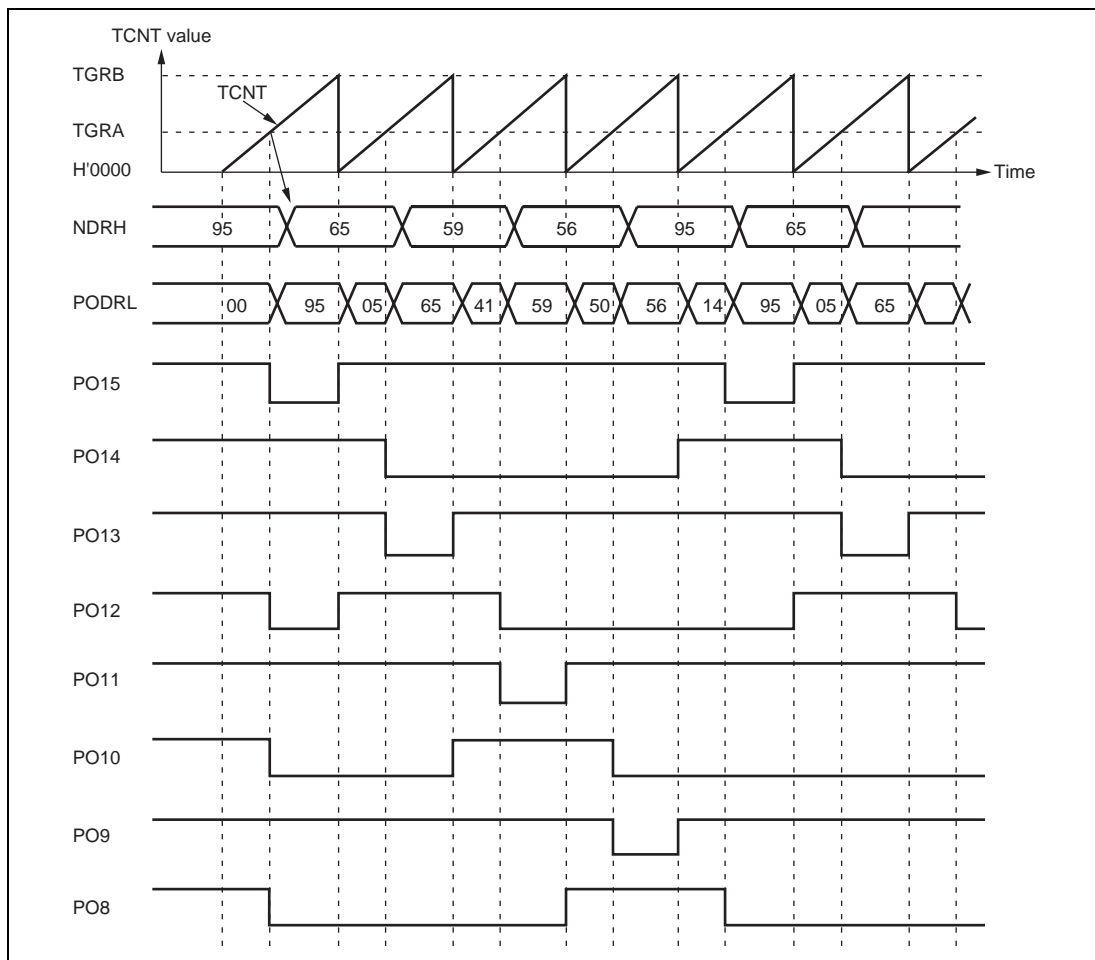 TCNT value
TGRB
TCNT
TGRA
H'0000
Time
NDRH 95 65 59 56 95 65
PODRL 00 95 05 65 41 59 50 56 14 95 05 65
PO15
PO14
PO13
PO12
PO11
PO10
PO9
PO8